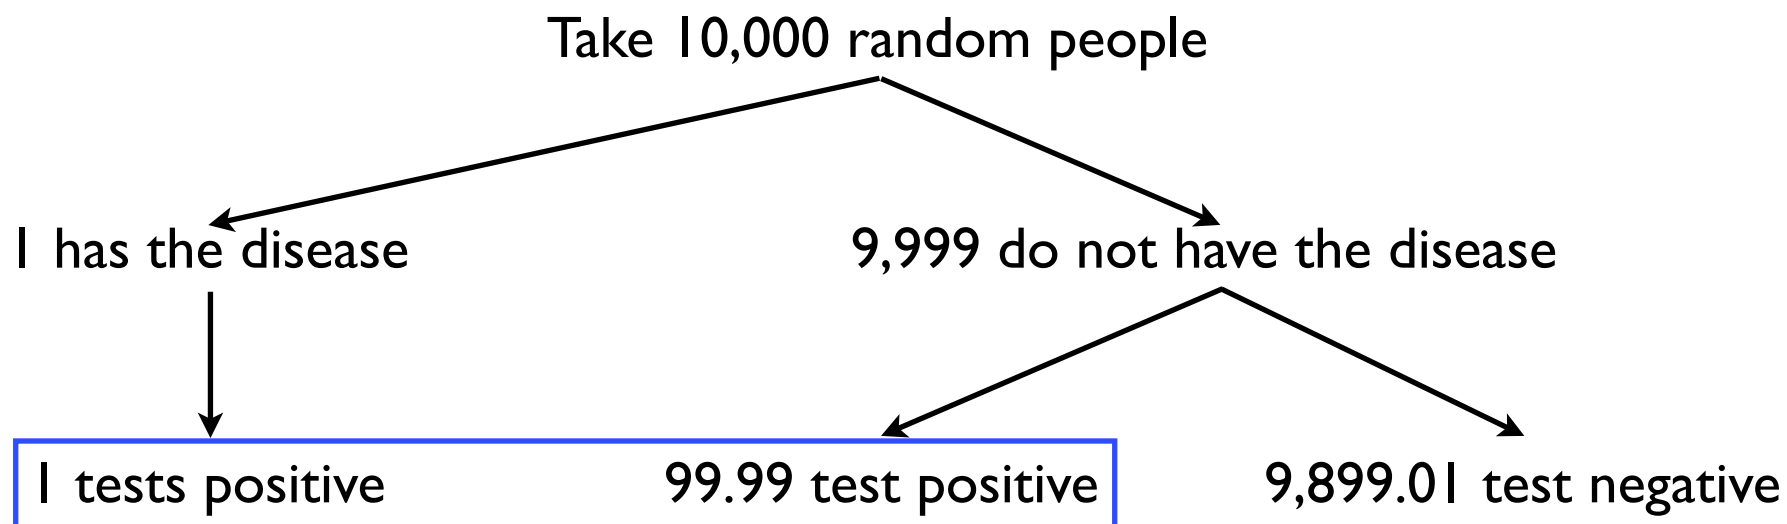 Take 10,000 random people
1 has the disease 9,999 do not have the disease
1 tests positive 99.99 test positive 9,899.01 test negative